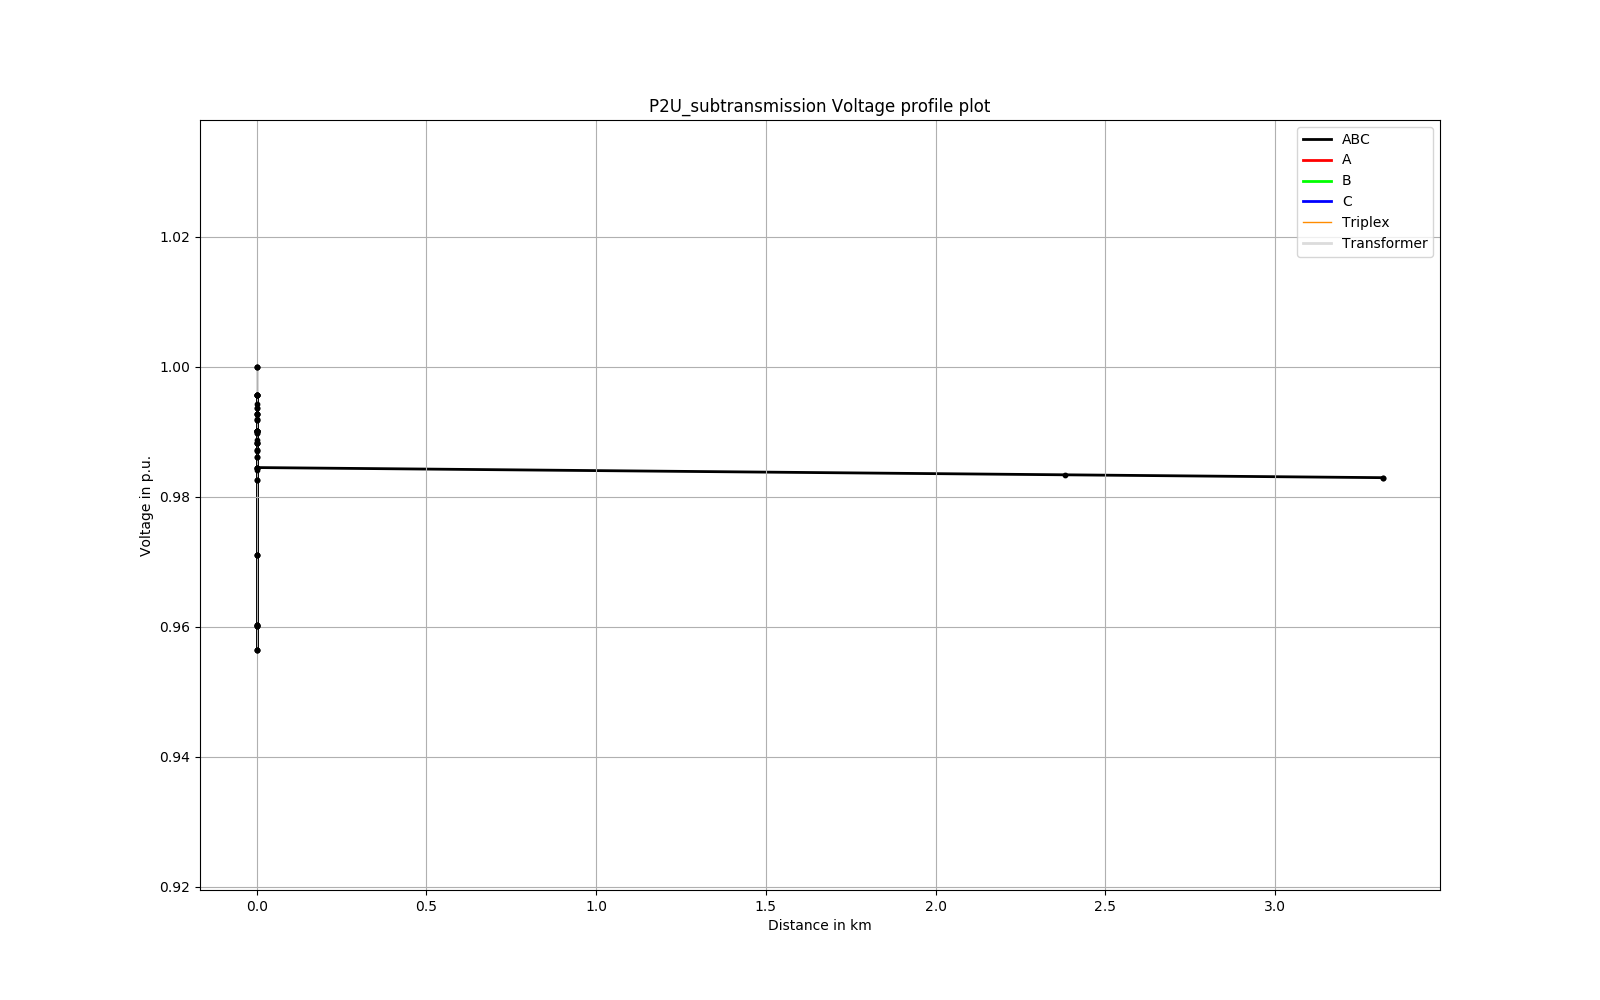 P2U_subtransmission Voltage profile plot
ABC
A
B
C
Triplex
Transformer
1.02
1.00
0.98
0.96
0.94
0.92
Voltage in p.u.
0.0 0.5 1.0 1.5 2.0 2.5 3.0
Distance in km